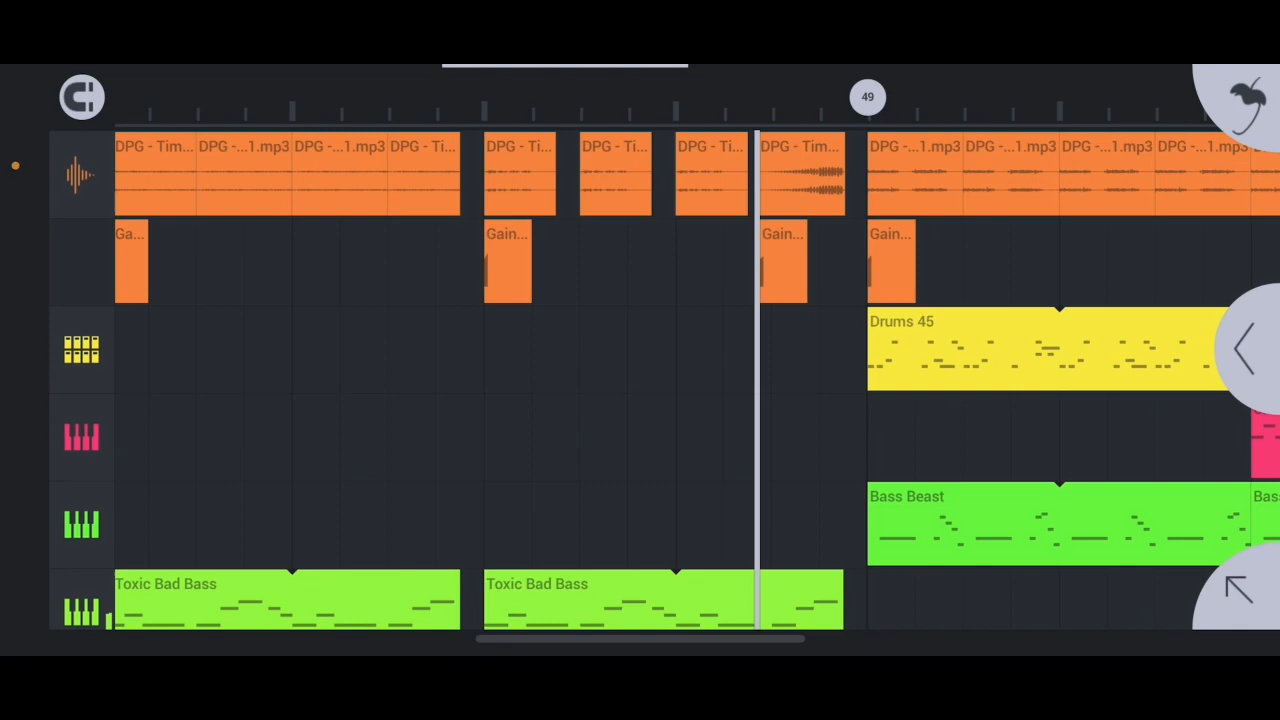 49
DPG - Tim... DPG -...1.mp3 DPG -...1.mp3 DPG - Ti... DPG - Ti... DPG - Ti... DPG - Ti... DPG - Tim... DPG -...1.mp3 DPG -...1.mp3 DPG -...1.mp3 DPG -...1.mp3
Ga... Gain... Gain... Gain...
Drums 45
Bass Beast Bas
Toxic Bad Bass Toxic Bad Bass